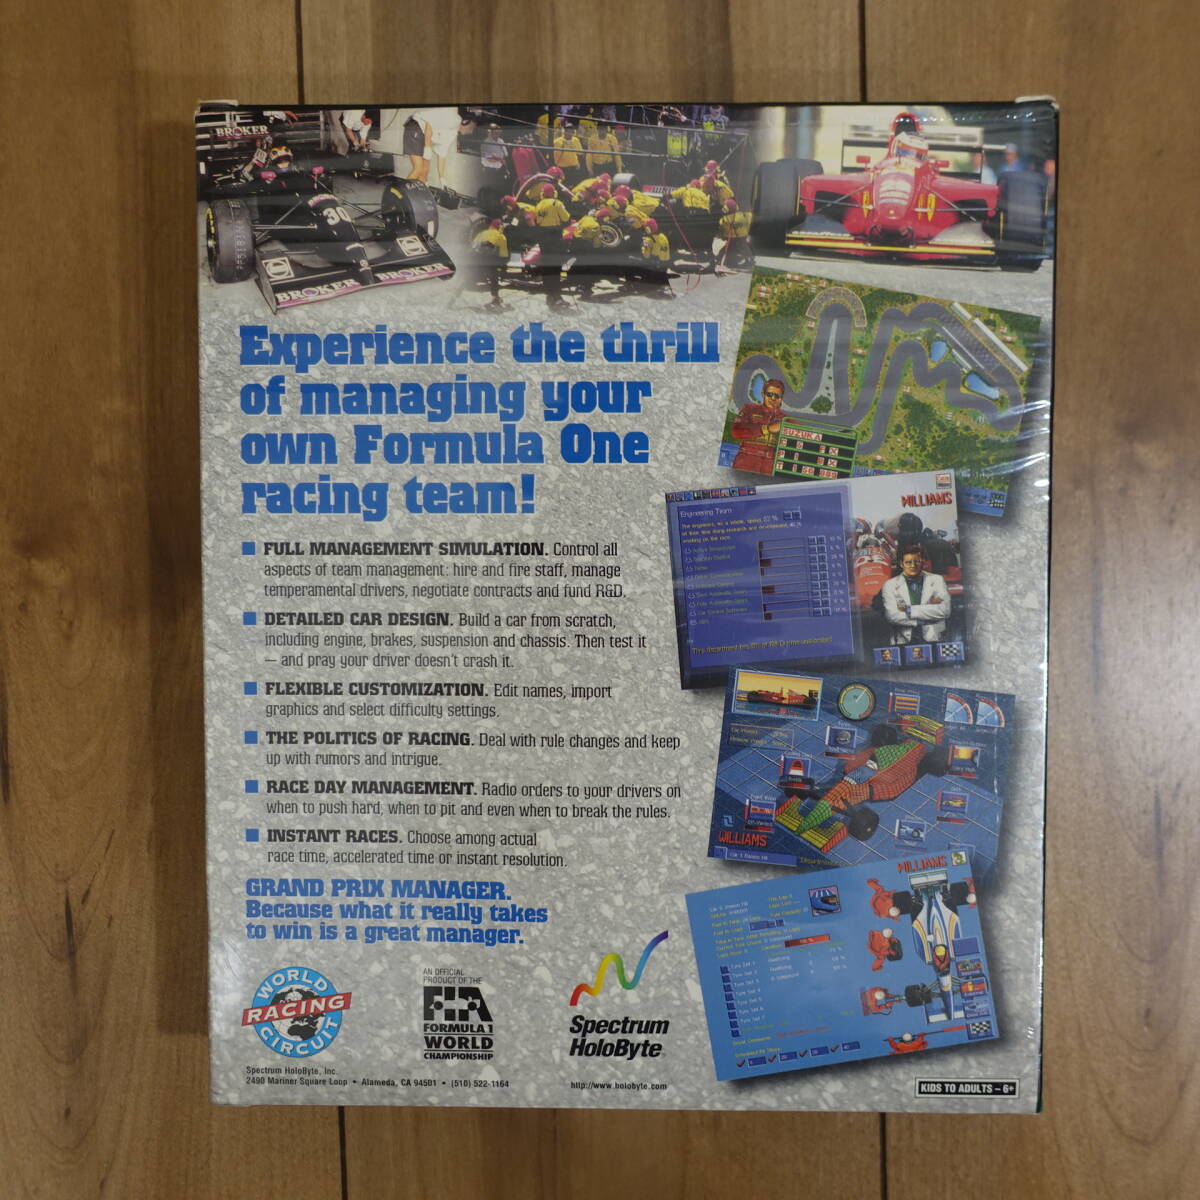 BROKER
30
BROKER
BROKER
Experience the thrill
of managing your
own Formula One
racing team!
FULL MANAGEMENT SIMULATION. Control all
aspects of team management: hire and fire staff, manage
temperamental drivers, negotiate contracts and fund R&D.
DETAILED CAR DESIGN. Build a car from scratch,
including engine, brakes, suspension and chassis. Then test it
— and pray your driver doesn't crash it.
FLEXIBLE CUSTOMIZATION. Edit names, import
graphics and select difficulty settings.
THE POLITICS OF RACING. Deal with rule changes and keep
up with rumors and intrigue.
RACE DAY MANAGEMENT. Radio orders to your drivers on
when to push hard, when to pit and even when to break the rules.
INSTANT RACES. Choose among actual
race time, accelerated time or instant resolution.
GRAND PRIX MANAGER.
Because what it really takes
to win is a great manager.
SUZUKA
WILLIAMS
Engineering Team
WILLIAMS
WILLIAMS
WORLD
RACING
CIRCUIT
AN OFFICIAL
PRODUCT OF THE
FIA
FORMULA 1
WORLD
CHAMPIONSHIP
Spectrum
HoloByte
Spectrum HoloByte, Inc.
2490 Mariner Square Loop • Alameda, CA 94501 • (510) 522-1164
http://www.holobyte.com
KIDS TO ADULTS – 6+